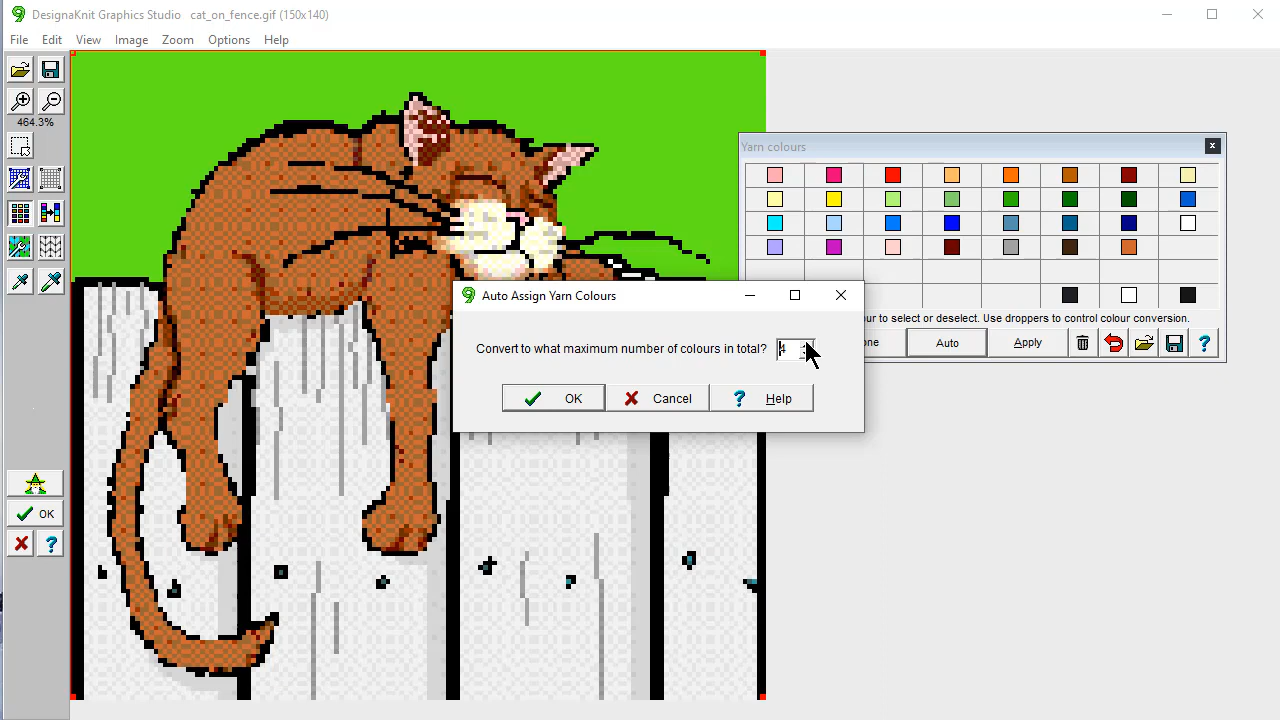 DesignaKnit Graphics Studio cat_on_fence.gif (150x140)
File Edit View Image Zoom Options Help
464.3%
Yarn colours
Auto Assign Yarn Colours
our to select or deselect. Use droppers to control colour conversion.
Convert to what maximum number of colours in total? 4
one Auto Apply
OK Cancel Help
OK